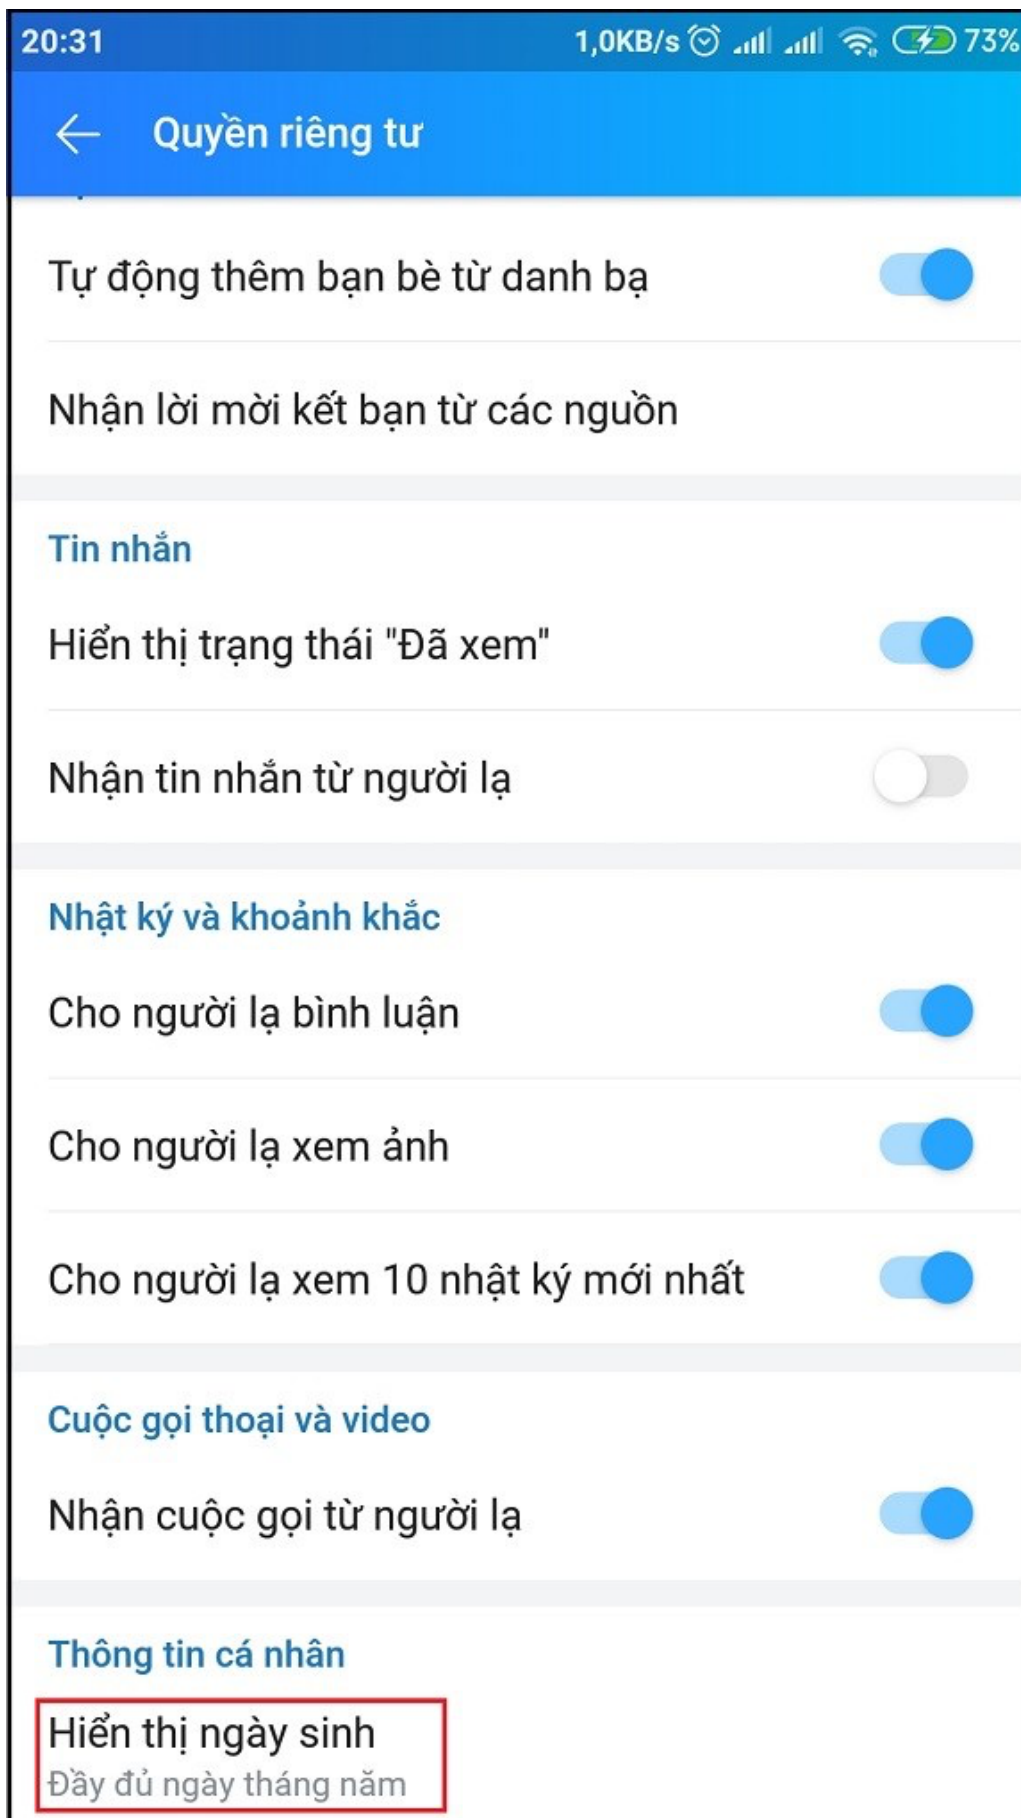 20:31 1,0KB/s 73%
Quyền riêng tư
Tự động thêm bạn bè từ danh bạ
Nhận lời mời kết bạn từ các nguồn
Tin nhắn
Hiển thị trạng thái "Đã xem"
Nhận tin nhắn từ người lạ
Nhật ký và khoảnh khắc
Cho người lạ bình luận
Cho người lạ xem ảnh
Cho người lạ xem 10 nhật ký mới nhất
Cuộc gọi thoại và video
Nhận cuộc gọi từ người lạ
Thông tin cá nhân
Hiển thị ngày sinh
Đầy đủ ngày tháng năm